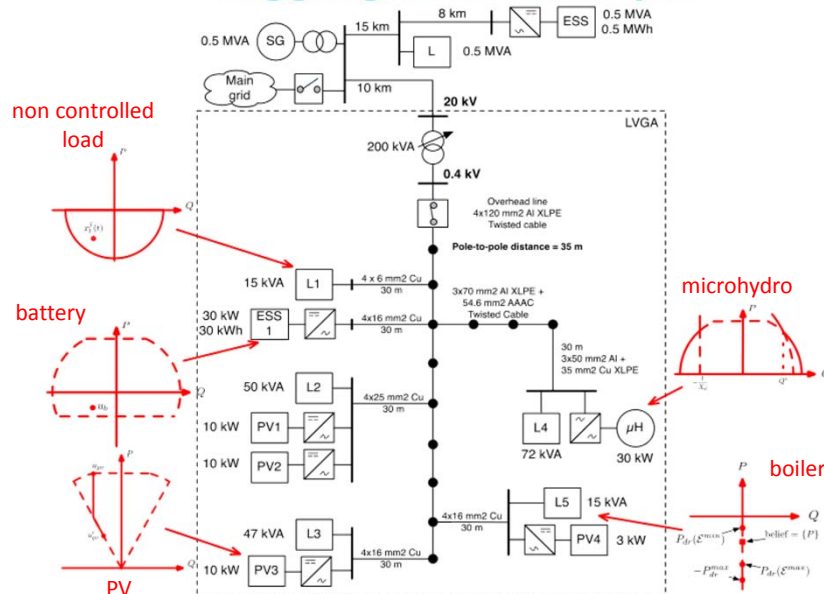 15 km
8 km
ESS
0.5 MVA
0.5 MWh
0.5 MVA
SG
L
0.5 MVA
Main
grid
10 km
20 kV
LVGA
200 kVA
0.4 kV
non controlled
load
P
Q
Overhead line
4x120 mm2 Al XLPE
Twisted cable
Pole-to-pole distance = 35 m
15 kVA
L1
4 x 6 mm2 Cu
30 m
battery
P
Q
30 kW
30 kWh
ESS
1
4x16 mm2 Cu
30 m
3x70 mm2 Al XLPE +
54.6 mm2 AAAC
Twisted Cable
microhydro
30 m
3x50 mm2 Al +
35 mm2 Cu XLPE
50 kVA
L2
4x25 mm2 Cu
30 m
10 kW
PV1
10 kW
PV2
L4
µH
72 kVA
30 kW
P
Q
PV
boiler
P
Q
4x16 mm2 Cu
30 m
L5
15 kVA
PV4
3 kW
P_dr(ℰ^min)
belief = {P}
P_dr(ℰ^max)
−P_dr^max
47 kVA
L3
4x16 mm2 Cu
30 m
10 kW
PV3